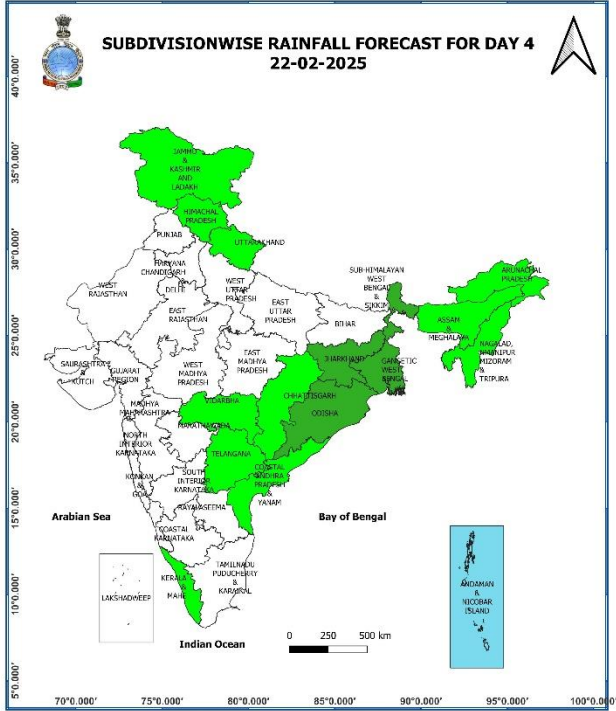 SUBDIVISIONWISE RAINFALL FORECAST FOR DAY 4
22-02-2025
40°0.000'
35°0.000'
30°0.000'
25°0.000'
20°0.000'
15°0.000'
10°0.000'
5°0.000'
JAMMU
&
KASHMIR
AND
LADAKH
HIMACHAL
PRADESH
PUNJAB
UTTARAKHAND
HARYANA
CHANDIGARH
&
DELHI
WEST
RAJASTHAN
WEST
UTTAR
PRADESH
EAST
RAJASTHAN
EAST
UTTAR
PRADESH
SUB-HIMALAYAN
WEST
BENGAL
&
SIKKIM
ARUNACHAL
PRADESH
ASSAM
&
MEGHALAYA
BIHAR
NAGALAD,
MANIPUR
MIZORAM
&
TRIPURA
SAURASHTRA
&
KUTCH
GUJARAT
REGION
WEST
MADHYA
PRADESH
EAST
MADHYA
PRADESH
JHARKHAND
GANGETIC
WEST
BENGAL
CHHATTISGARH
ODISHA
VIDARBHA
MADHYA
MAHARASHTRA
MARATHWADA
NORTH
INTERIOR
KARNATAKA
TELANGANA
COASTAL
ANDHRA
PRADESH
&
YANAM
KONKAN
&
GOA
SOUTH
INTERIOR
KARNATAKA
RAYALASEEMA
COASTAL
KARNATAKA
Arabian Sea
Bay of Bengal
LAKSHADWEEP
KERALA
&
MAHE
TAMILNADU
PUDUCHERRY
&
KARAIKAL
ANDAMAN
&
NICOBAR
ISLAND
Indian Ocean
0 250 500 km
70°0.000' 75°0.000' 80°0.000' 85°0.000' 90°0.000' 95°0.000' 100°0.000'